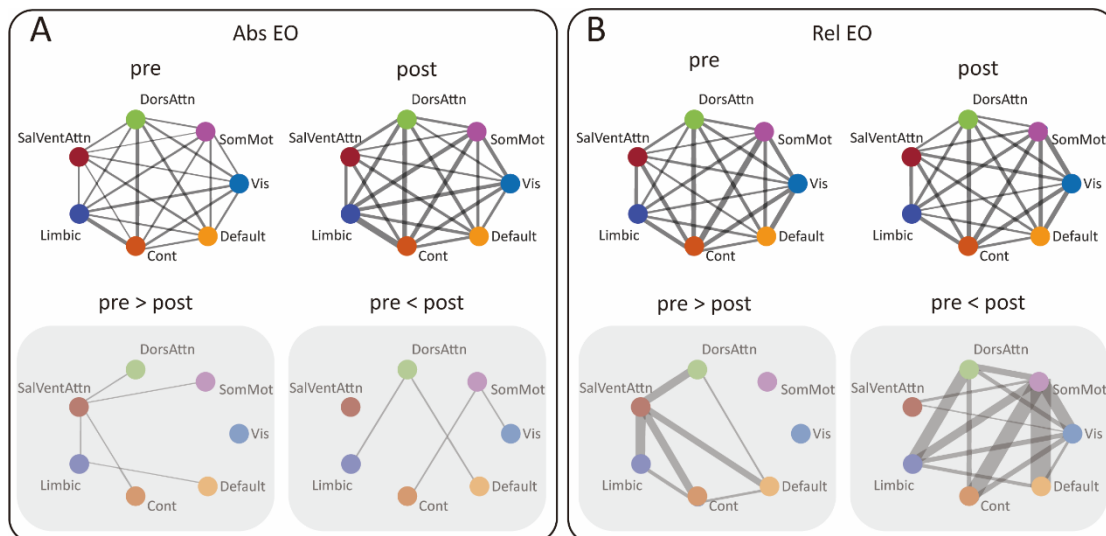 A
Abs EO
pre
post
DorsAttn
SalVentAttn
SomMot
Vis
Limbic
Default
Cont
DorsAttn
SalVentAttn
SomMot
Vis
Limbic
Default
Cont
pre > post
pre < post
DorsAttn
SalVentAttn
SomMot
Vis
Limbic
Default
Cont
DorsAttn
SalVentAttn
SomMot
Vis
Limbic
Default
Cont
B
Rel EO
pre
post
DorsAttn
SalVentAttn
SomMot
Vis
Limbic
Default
Cont
DorsAttn
SalVentAttn
SomMot
Vis
Limbic
Default
Cont
pre > post
pre < post
DorsAttn
SalVentAttn
SomMot
Vis
Limbic
Default
Cont
DorsAttn
SalVentAttn
SomMot
Vis
Limbic
Default
Cont